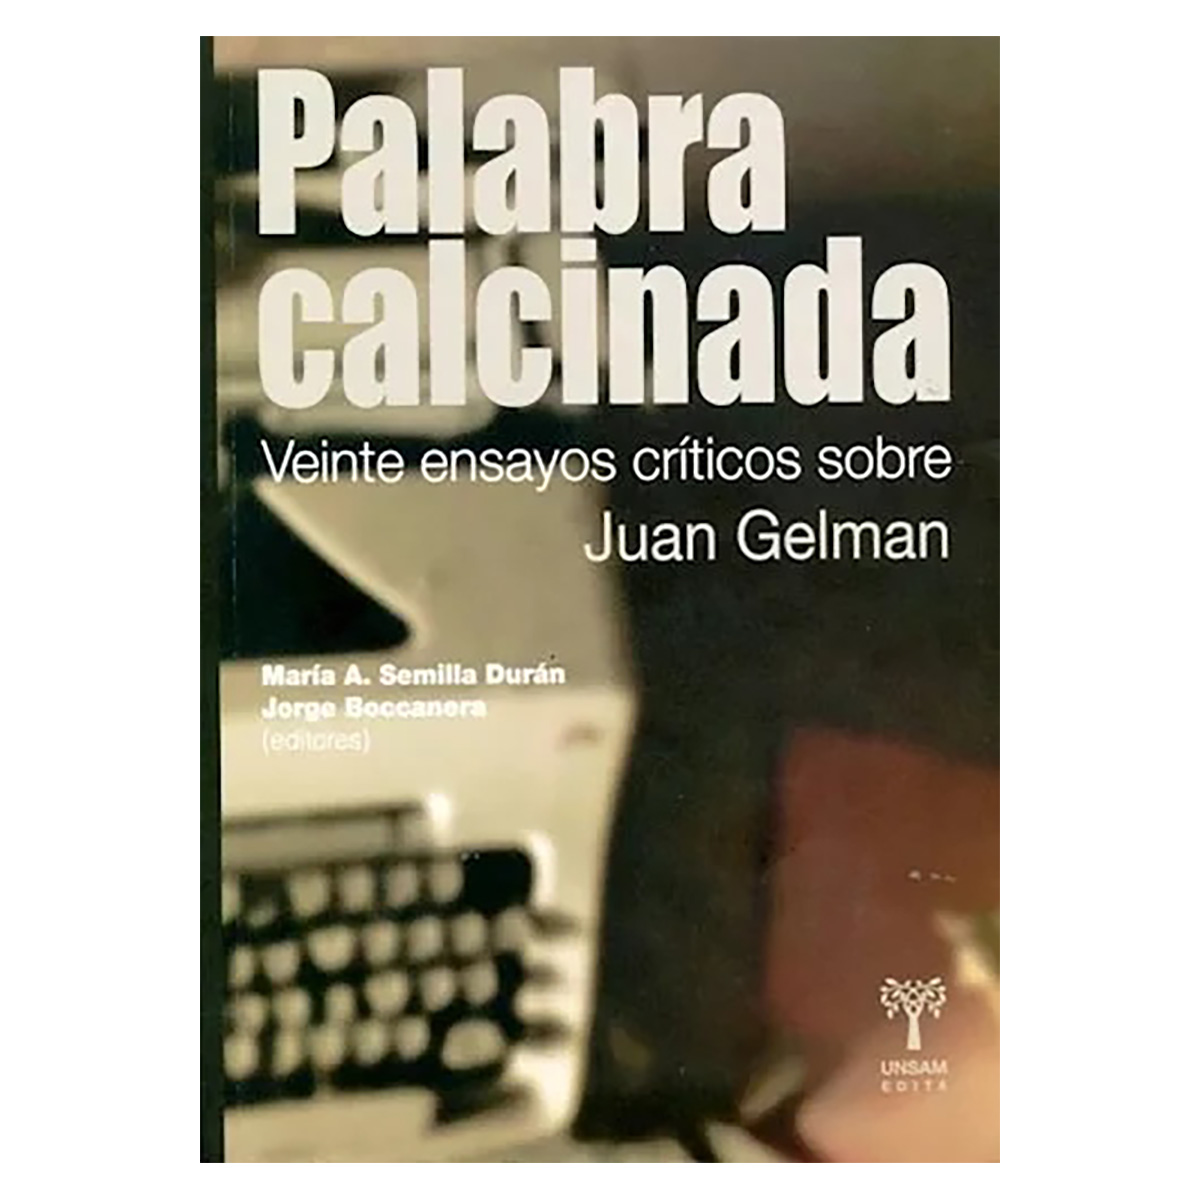 Palabra
calcinada
Veinte ensayos críticos sobre
Juan Gelman
María A. Semilla Durán
Jorge Boccanera
(editores)
UNSAM
EDITA